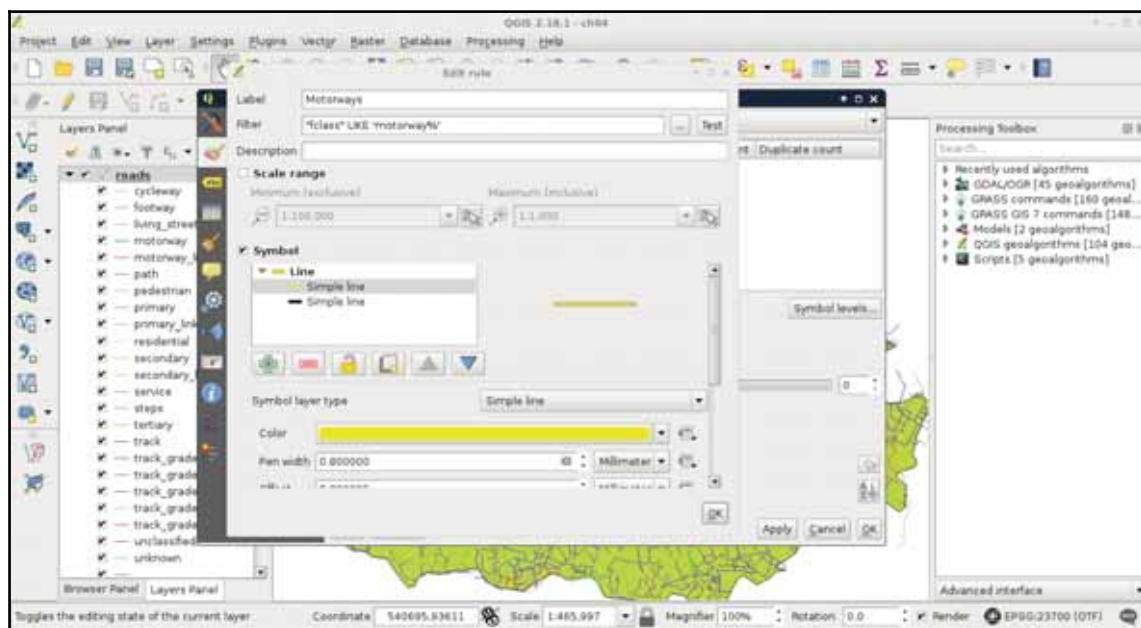 QGIS 2.18.1 - ch04
Project Edit View Layer Settings Plugins Vector Raster Database Processing Help
Edit rule
Label Motorways
Filter "fclass" LIKE 'motorway%' ... Test
Description
Scale range
Minimum (exclusive) Maximum (inclusive)
1:100,000 1:1,000
Symbol
Line
Simple line
Simple line
Symbol layer type Simple line
Color
Pen width 0.800000 Millimeter
OK
Duplicate count
Symbol levels...
0
Apply Cancel OK
Layers Panel
roads
cycleway
footway
living_street
motorway
path
pedestrian
primary
primary_link
residential
secondary
service
steps
tertiary
track
track_grade
track_grade
track_grade
track_grade
track_grade
unclassified
unknown
Browser Panel Layers Panel
Processing Toolbox
Search...
Recently used algorithms
GDAL/OGR [45 geoalgorithms]
GRASS commands [160 geoal...
GRASS GIS 7 commands [148...
Models [2 geoalgorithms]
QGIS geoalgorithms [104 geo...
Scripts [5 geoalgorithms]
Advanced interface
Toggles the editing state of the current layer Coordinate 540695,93611 Scale 1:465,997 Magnifier 100% Rotation 0.0 Render EPSG:23700 (OTF)